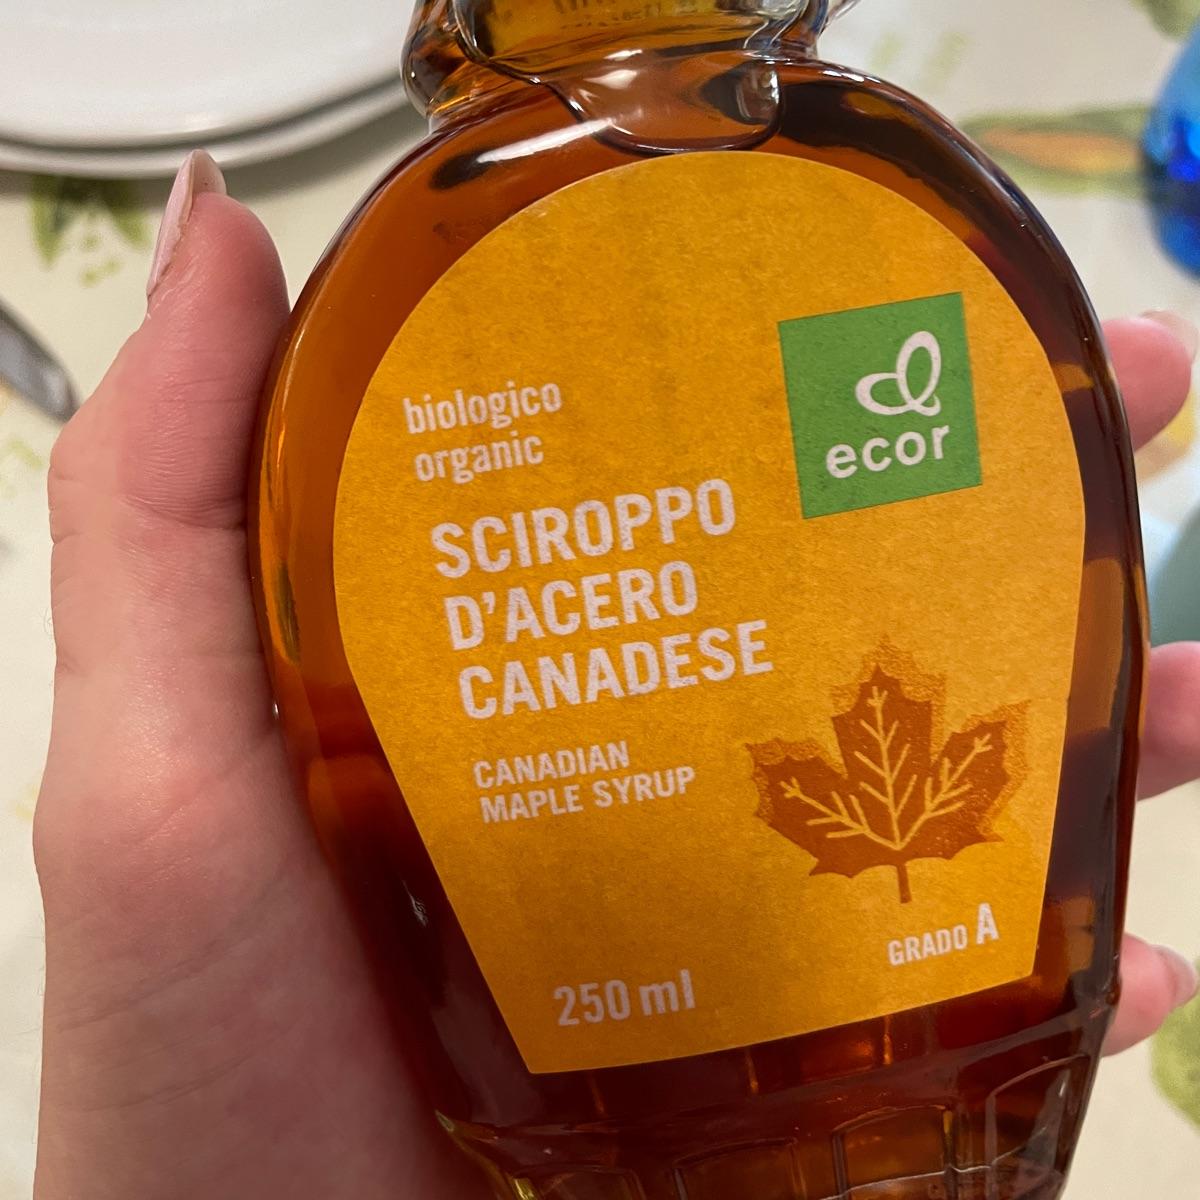 ecor
biologico
organic
SCIROPPO
D'ACERO
CANADESE
CANADIAN
MAPLE SYRUP
GRADO A
250 ml